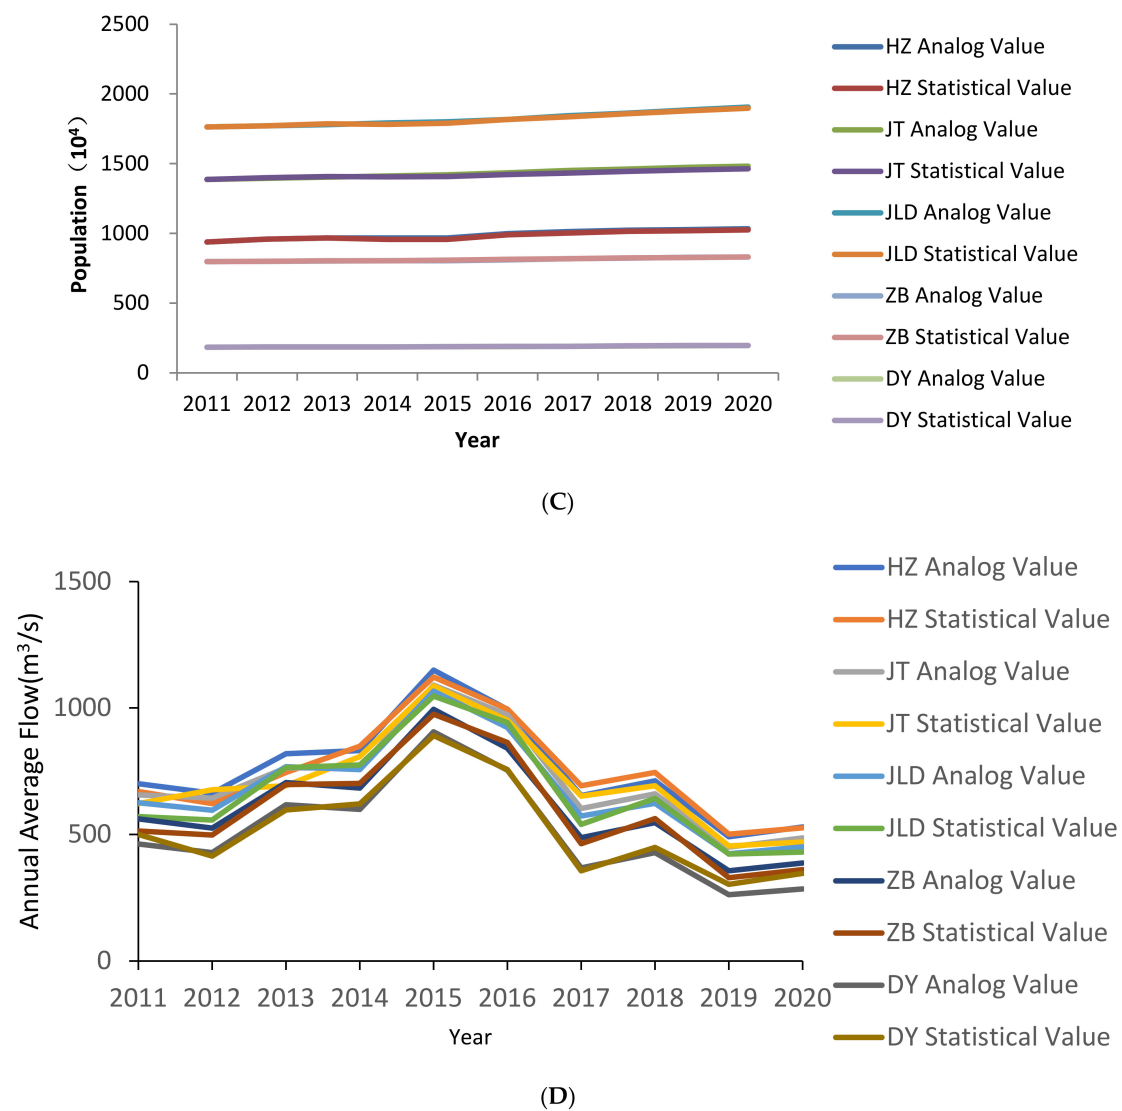 2500
2000
1500
1000
500
0
Population（10⁴）
2011 2012 2013 2014 2015 2016 2017 2018 2019 2020
Year
HZ Analog Value
HZ Statistical Value
JT Analog Value
JT Statistical Value
JLD Analog Value
JLD Statistical Value
ZB Analog Value
ZB Statistical Value
DY Analog Value
DY Statistical Value
(C)
1500
1000
500
0
Annual Average Flow(m³/s)
2011 2012 2013 2014 2015 2016 2017 2018 2019 2020
Year
HZ Analog Value
HZ Statistical Value
JT Analog Value
JT Statistical Value
JLD Analog Value
JLD Statistical Value
ZB Analog Value
ZB Statistical Value
DY Analog Value
DY Statistical Value
(D)